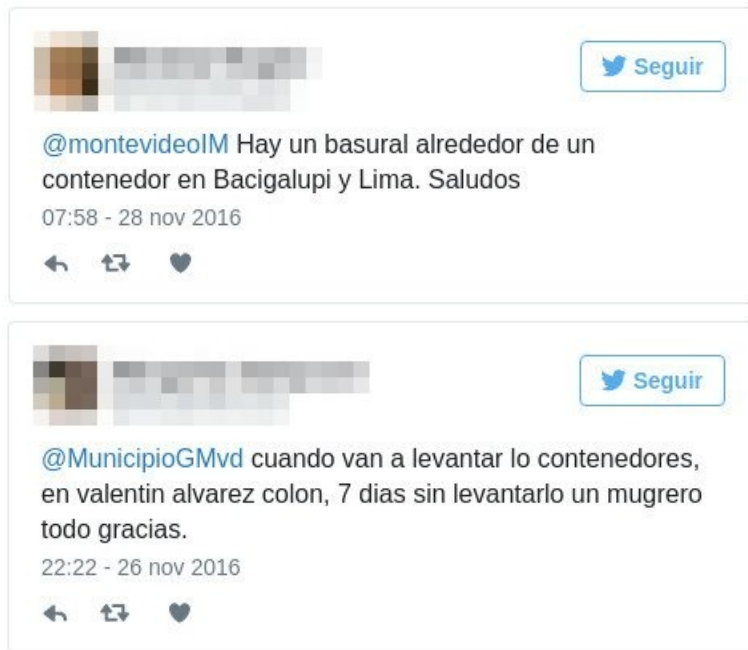 Seguir
@montevideoIM Hay un basural alrededor de un
contenedor en Bacigalupi y Lima. Saludos
07:58 - 28 nov 2016
Seguir
@MunicipioGMvd cuando van a levantar lo contenedores,
en valentin alvarez colon, 7 dias sin levantarlo un mugrero
todo gracias.
22:22 - 26 nov 2016